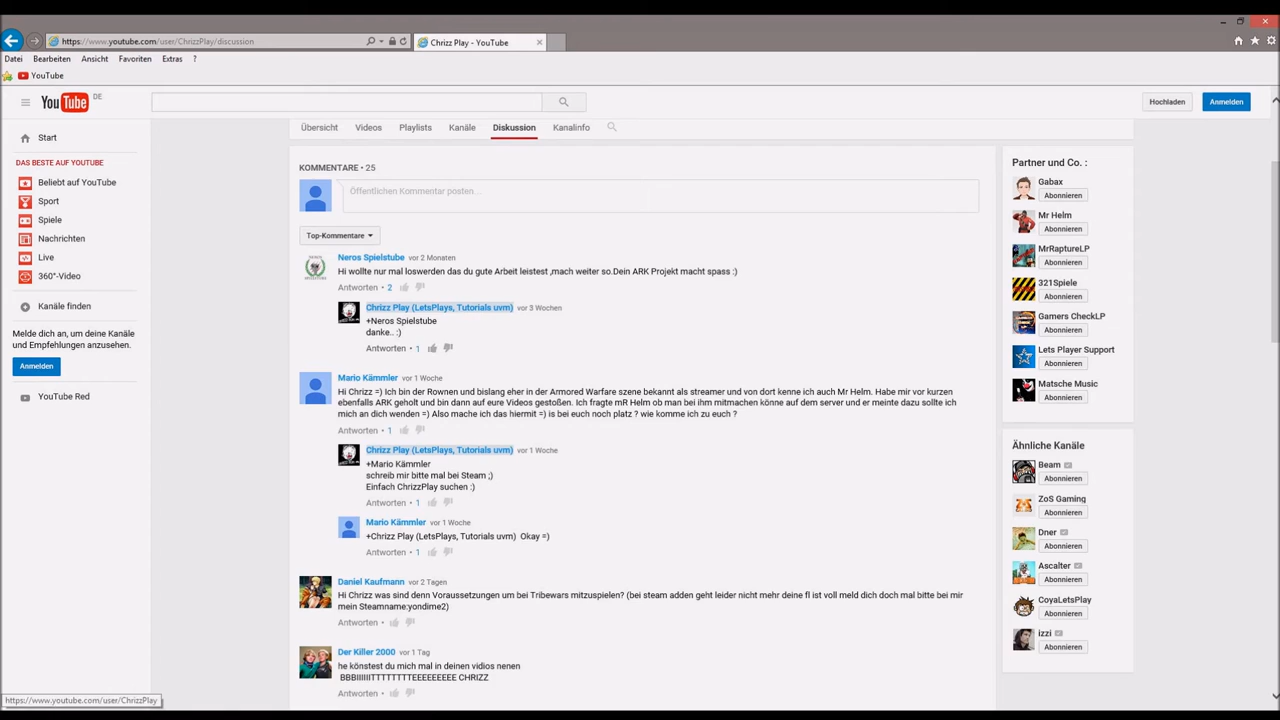 https://www.youtube.com/user/ChrizzPlay/discussion
Chrizz Play - YouTube
Datei Bearbeiten Ansicht Favoriten Extras ?
YouTube
YouTube DE
Hochladen
Anmelden
Start
DAS BESTE AUF YOUTUBE
Beliebt auf YouTube
Sport
Spiele
Nachrichten
Live
360°-Video
Kanäle finden
Melde dich an, um deine Kanäle
und Empfehlungen anzusehen.
Anmelden
YouTube Red
Übersicht Videos Playlists Kanäle Diskussion Kanalinfo
KOMMENTARE • 25
Öffentlichen Kommentar posten ...
Top-Kommentare
Neros Spielstube vor 2 Monaten
Hi wollte nur mal loswerden das du gute Arbeit leistest ,mach weiter so.Dein ARK Projekt macht spass :)
Antworten • 2
Chrizz Play (LetsPlays, Tutorials uvm) vor 3 Wochen
+Neros Spielstube
danke.. :)
Antworten • 1
Mario Kämmler vor 1 Woche
Hi Chrizz =) Ich bin der Rownen und bislang eher in der Armored Warfare szene bekannt als streamer und von dort kenne ich auch Mr Helm. Habe mir vor kurzen
ebenfalls ARK geholt und bin dann auf eure Videos gestoßen. Ich fragte mR Helm ob man bei ihm mitmachen könne auf dem server und er meinte dazu sollte ich
mich an dich wenden =) Also mache ich das hiermit =) is bei euch noch platz ? wie komme ich zu euch ?
Antworten • 1
Chrizz Play (LetsPlays, Tutorials uvm) vor 1 Woche
+Mario Kämmler
schreib mir bitte mal bei Steam ;)
Einfach ChrizzPlay suchen :)
Antworten • 1
Mario Kämmler vor 1 Woche
+Chrizz Play (LetsPlays, Tutorials uvm) Okay =)
Antworten • 1
Daniel Kaufmann vor 2 Tagen
Hi Chrizz was sind denn Voraussetzungen um bei Tribewars mitzuspielen? (bei steam adden geht leider nicht mehr deine fl ist voll meld dich doch mal bitte bei mir
mein Steamname:yondime2)
Antworten
Der Killer 2000 vor 1 Tag
he könstest du mich mal in deinen vidios nenen
BBBIIIIIITTTTTTTTEEEEEEEEE CHRIZZ
Antworten
Partner und Co. :
Gabax
Abonnieren
Mr Helm
Abonnieren
MrRaptureLP
Abonnieren
321Spiele
Abonnieren
Gamers CheckLP
Abonnieren
Lets Player Support
Abonnieren
Matsche Music
Abonnieren
Ähnliche Kanäle
Beam
Abonnieren
ZoS Gaming
Abonnieren
Dner
Abonnieren
Ascalter
Abonnieren
CoyaLetsPlay
Abonnieren
izzi
Abonnieren
https://www.youtube.com/user/ChrizzPlay